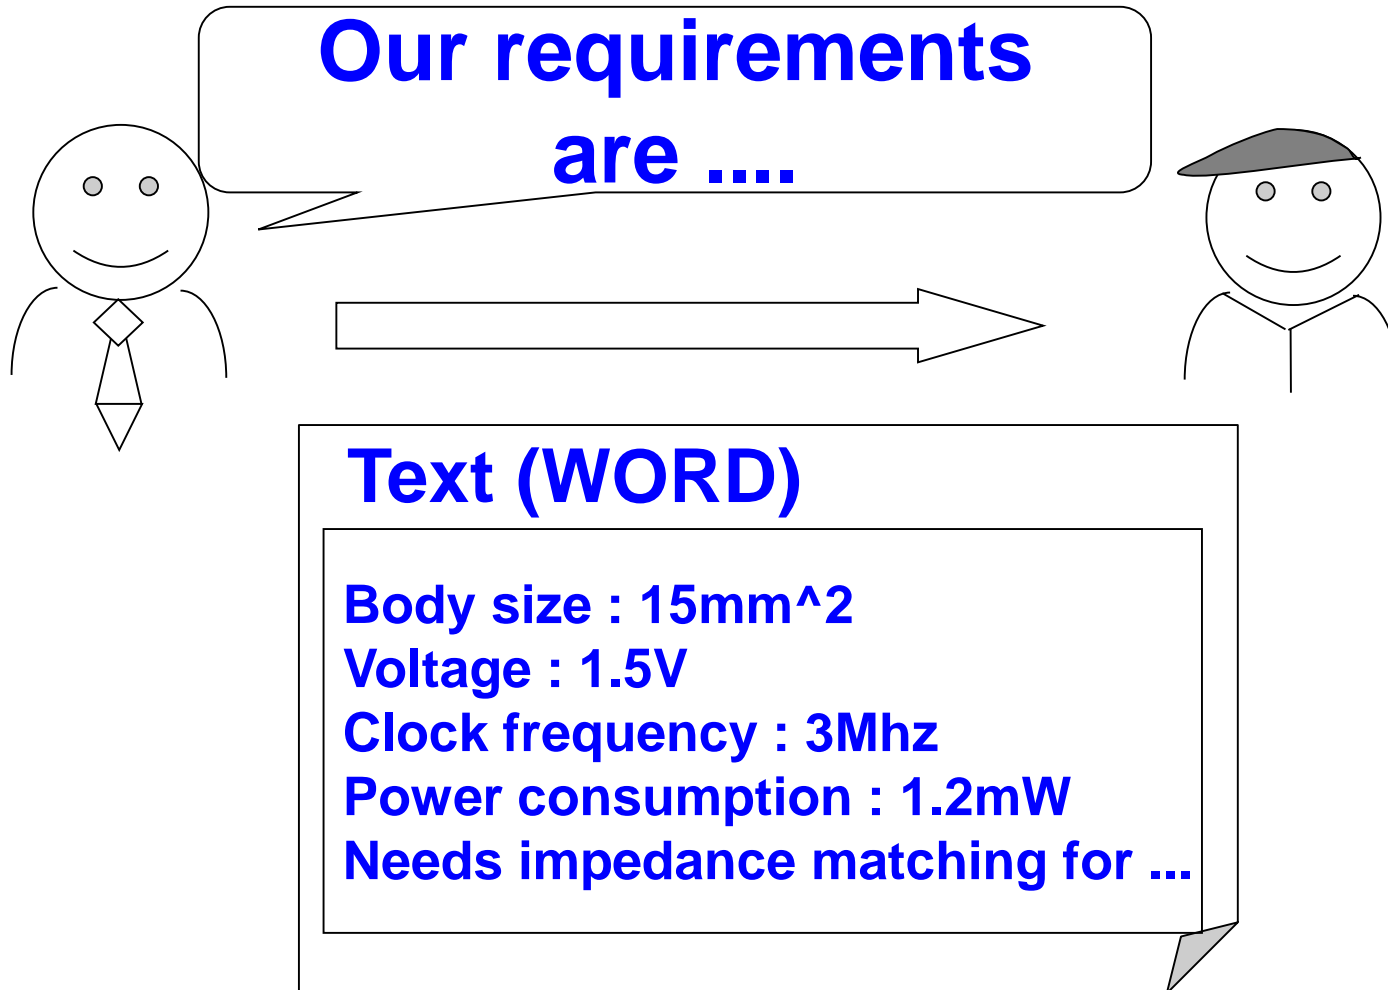 Our requirements
are ....
Text (WORD)
Body size : 15mm^2
Voltage : 1.5V
Clock frequency : 3Mhz
Power consumption : 1.2mW
Needs impedance matching for ...